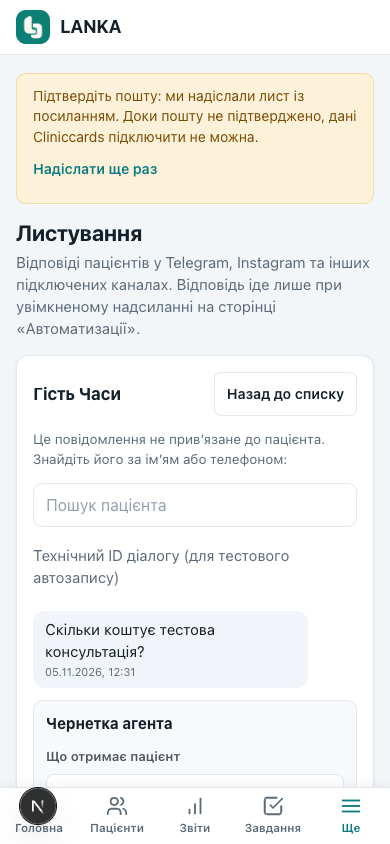 LANKA
Підтвердіть пошту: ми надіслали лист із
посиланням. Доки пошту не підтверджено, дані
Cliniccards підключити не можна.
Надіслати ще раз
Листування
Відповіді пацієнтів у Telegram, Instagram та інших
підключених каналах. Відповідь іде лише при
увімкненому надсиланні на сторінці
«Автоматизації».
Гість Часи
Назад до списку
Це повідомлення не прив’язане до пацієнта.
Знайдіть його за ім’ям або телефоном:
Пошук пацієнта
Технічний ID діалогу (для тестового
автозапису)
Скільки коштує тестова
консультація?
05.11.2026, 12:31
Чернетка агента
Що отримає пацієнт
N
Головна
Пацієнти
Звіти
Завдання
Ще